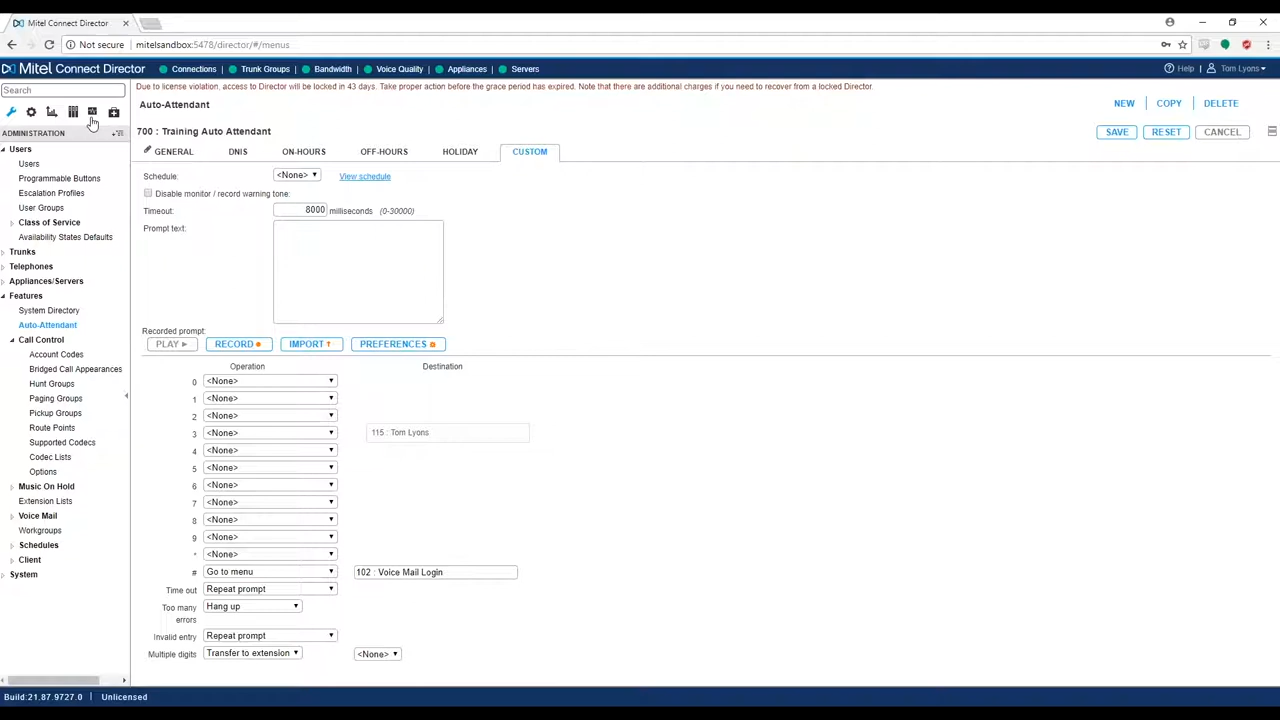 Mitel Connect Director
Not secure | mitelsandbox:5478/director/#/menus
Mitel Connect Director Connections Trunk Groups Bandwidth Voice Quality Appliances Servers Help Tom Lyons
Search
Due to license violation, access to Director will be locked in 43 days. Take proper action before the grace period has expired. Note that there are additional charges if you need to recover from a locked Director.
Auto-Attendant
NEW COPY DELETE
700 : Training Auto Attendant
SAVE RESET CANCEL
GENERAL DNIS ON-HOURS OFF-HOURS HOLIDAY CUSTOM
ADMINISTRATION
Users
Users
Programmable Buttons
Escalation Profiles
User Groups
Class of Service
Availability States Defaults
Trunks
Telephones
Appliances/Servers
Features
System Directory
Auto-Attendant
Call Control
Account Codes
Bridged Call Appearances
Hunt Groups
Paging Groups
Pickup Groups
Route Points
Supported Codecs
Codec Lists
Options
Music On Hold
Extension Lists
Voice Mail
Workgroups
Schedules
Client
System
Schedule: <None> View schedule
Disable monitor / record warning tone:
Timeout: 8000 milliseconds (0-30000)
Prompt text:
Recorded prompt:
PLAY RECORD IMPORT PREFERENCES
Operation Destination
0 <None>
1 <None>
2 <None>
3 <None> 115 : Tom Lyons
4 <None>
5 <None>
6 <None>
7 <None>
8 <None>
9 <None>
* <None>
# Go to menu 102 : Voice Mail Login
Time out Repeat prompt
Too many errors Hang up
Invalid entry Repeat prompt
Multiple digits Transfer to extension <None>
Build:21.87.9727.0 | Unlicensed